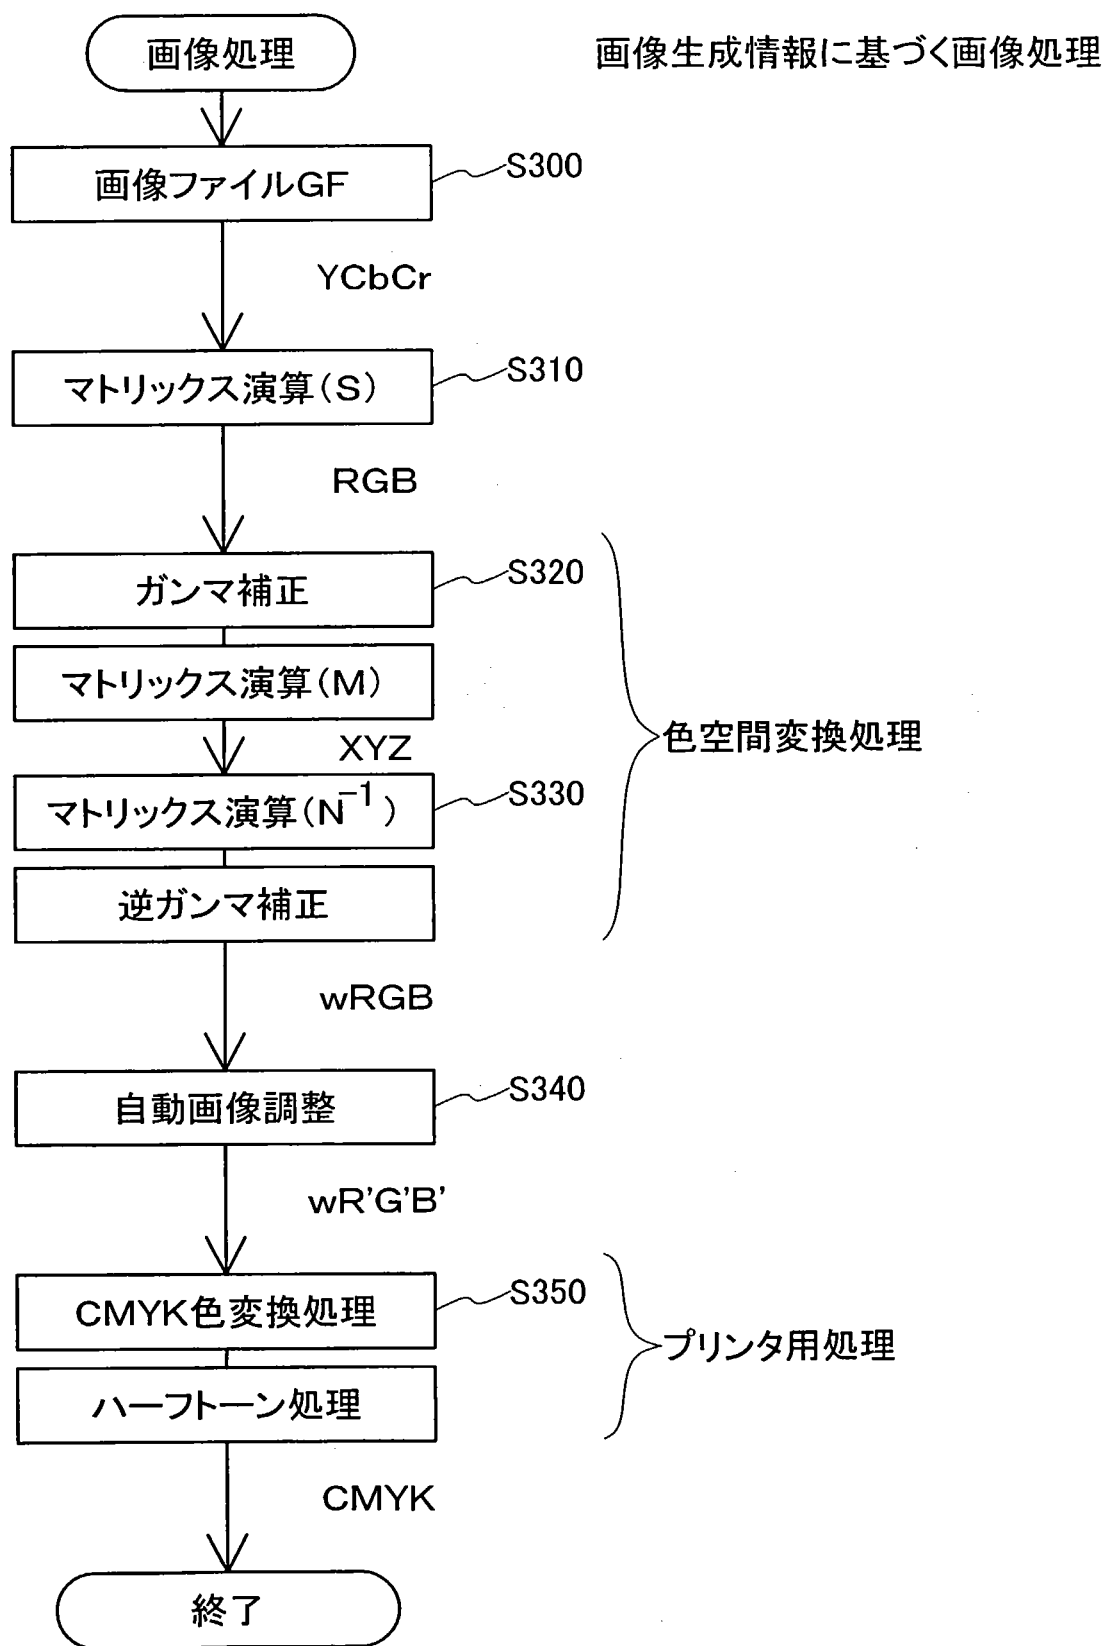 画像処理
画像生成情報に基づく画像処理
画像ファイルGF
S300
YCbCr
マトリックス演算(S)
S310
RGB
ガンマ補正
S320
マトリックス演算(M)
XYZ
色空間変換処理
マトリックス演算(N⁻¹)
S330
逆ガンマ補正
wRGB
自動画像調整
S340
wR'G'B'
CMYK色変換処理
S350
プリンタ用処理
ハーフトーン処理
CMYK
終了